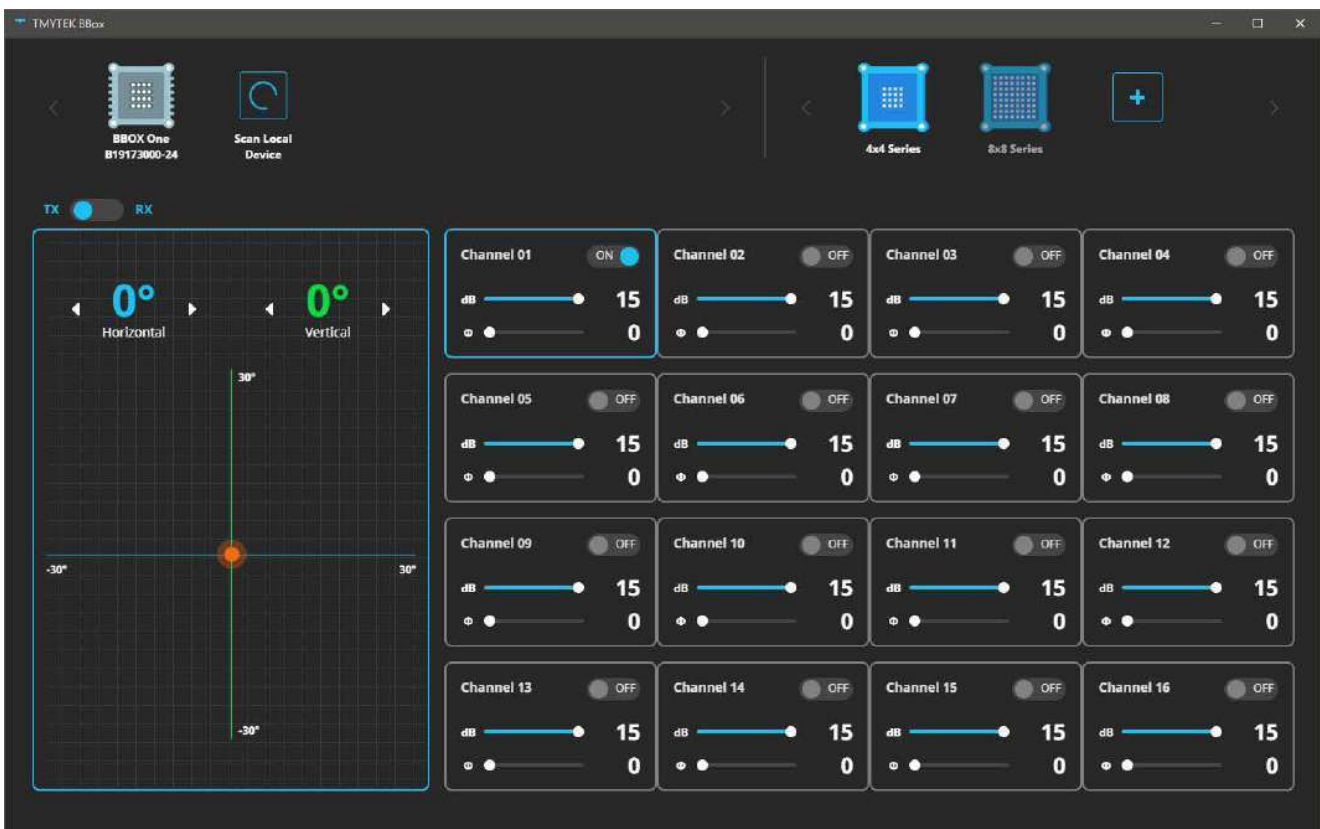 TMYTEK BBox
BBOX One
B19173000-24
Scan Local
Device
4x4 Series
8x8 Series
TX
RX
0°
Horizontal
0°
Vertical
30°
-30°
30°
-30°
Channel 01 ON
dB 15
Φ 0
Channel 02 OFF
dB 15
Φ 0
Channel 03 OFF
dB 15
Φ 0
Channel 04 OFF
dB 15
Φ 0
Channel 05 OFF
dB 15
Φ 0
Channel 06 OFF
dB 15
Φ 0
Channel 07 OFF
dB 15
Φ 0
Channel 08 OFF
dB 15
Φ 0
Channel 09 OFF
dB 15
Φ 0
Channel 10 OFF
dB 15
Φ 0
Channel 11 OFF
dB 15
Φ 0
Channel 12 OFF
dB 15
Φ 0
Channel 13 OFF
dB 15
Φ 0
Channel 14 OFF
dB 15
Φ 0
Channel 15 OFF
dB 15
Φ 0
Channel 16 OFF
dB 15
Φ 0